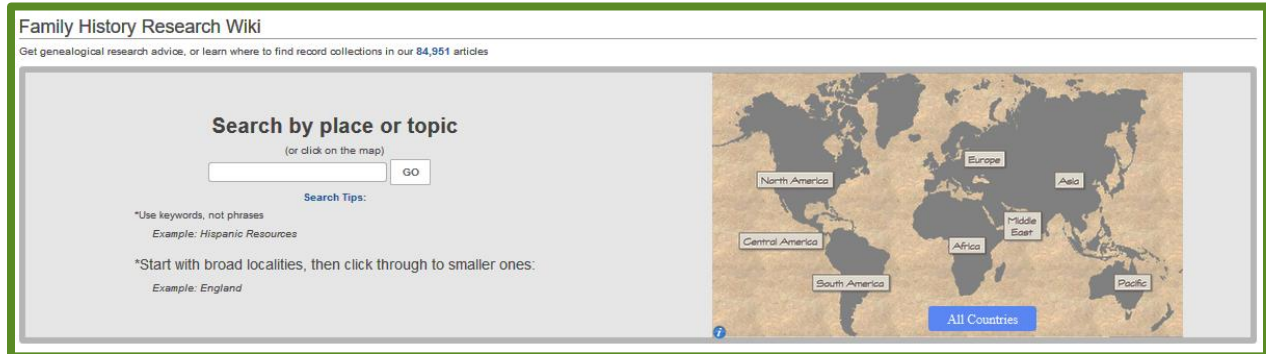 Family History Research Wiki
Get genealogical research advice, or learn where to find record collections in our 84,951 articles
Search by place or topic
(or click on the map)
GO
Search Tips:
*Use keywords, not phrases
Example: Hispanic Resources
*Start with broad localities, then click through to smaller ones:
Example: England
Europe
North America
Asia
Middle
East
Central America
Africa
South America
Pacific
All Countries
i